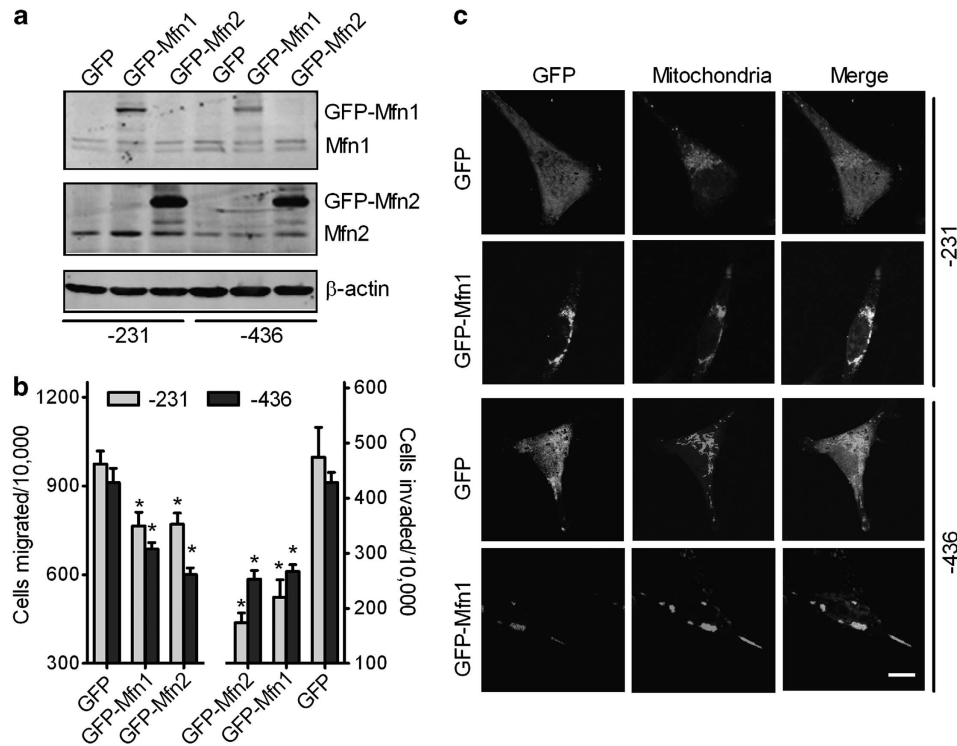 a
GFP
GFP-Mfn1
GFP-Mfn2
GFP
GFP-Mfn1
GFP-Mfn2
GFP-Mfn1
Mfn1
GFP-Mfn2
Mfn2
β-actin
-231
-436
b
-231
-436
Cells migrated/10,000
1200
900
600
300
Cells invaded/10,000
600
500
400
300
200
100
*
*
*
*
*
*
*
*
GFP
GFP-Mfn1
GFP-Mfn2
GFP-Mfn2
GFP-Mfn1
GFP
c
GFP
Mitochondria
Merge
GFP
GFP-Mfn1
-231
GFP
GFP-Mfn1
-436